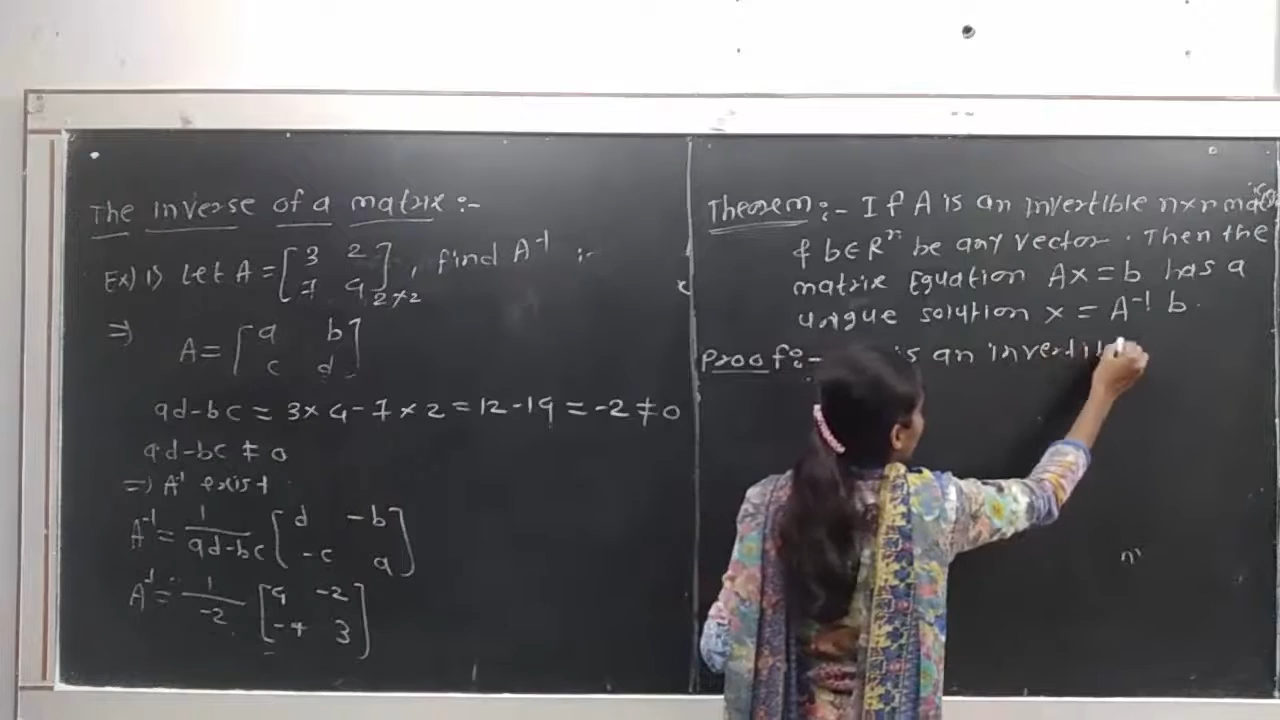 The inverse of a matrix :-
Ex) 1) Let A = [3 2
7 4]2×2 , find A⁻¹ :-
⇒ A = [a b
c d]
ad-bc = 3×4-7×2 = 12-14 = -2 ≠ 0
ad-bc ≠ 0
⇒ A⁻¹ exist
A⁻¹ = 1/ad-bc [d -b
-c a]
A⁻¹ = 1/-2 [4 -2
-7 3]
Theorem :- If A is an invertible n×n matrices
& b∈Rⁿ be any vector . Then the
matrix Equation Ax = b has a
unique solution x = A⁻¹ b.
Proof :- is an invertib
n